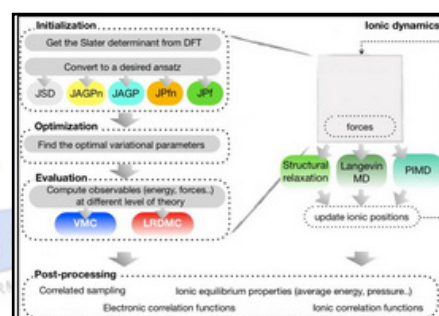 Initialization
Get the Slater determinant from DFT
Convert to a desired ansatz
JSD JAGPn JAGP JPfn JPf
Optimization
Find the optimal variational parameters
Evaluation
Compute observables (energy, forces..)
at different level of theory
VMC LRDMC
Ionic dynamics
forces
Structural
relaxation
Langevin
MD
PIMD
update ionic positions
Post-processing
Correlated sampling Ionic equilibrium properties (average energy, pressure..)
Electronic correlation functions Ionic correlation functions